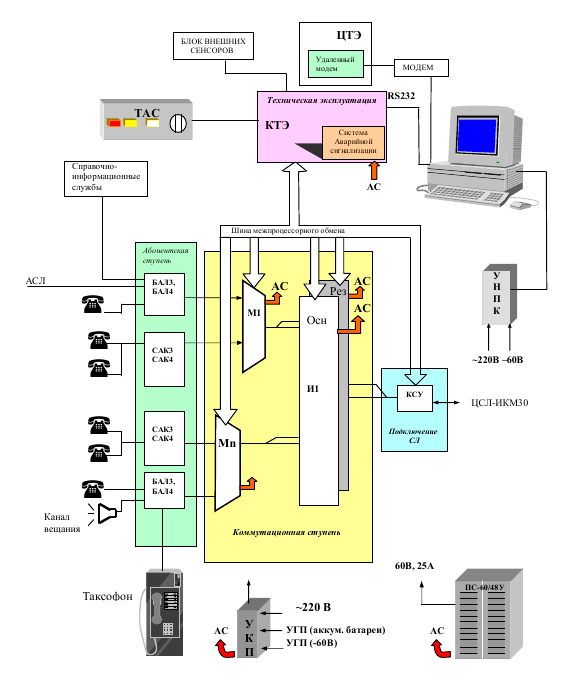 ЦТЭ
БЛОК ВНЕШНИХ
СЕНСОРОВ
Удаленный
модем
МОДЕМ
Техническая эксплуатация
RS232
ТАС
КТЭ
Система
Аварийной
сигнализации
АС
Справочно-
информационные
службы
Шина межпроцессорного обмена
Абонентская
ступень
АСЛ
БАЛ3,
БАЛ4
М1
АС
Рез
АС
АС
Осн
У
Н
П
К
~220В –60В
САК3
САК4
И1
КСУ
ЦСЛ-ИКМ30
Подключение
СЛ
САК3
САК4
Мn
БАЛ3,
БАЛ4
Канал
вещания
Коммутационная ступень
Таксофон
60В, 25А
ПС-60/48У
~220 В
У
К
П
УГП (аккум. батареи)
УГП (-60В)
АС
АС